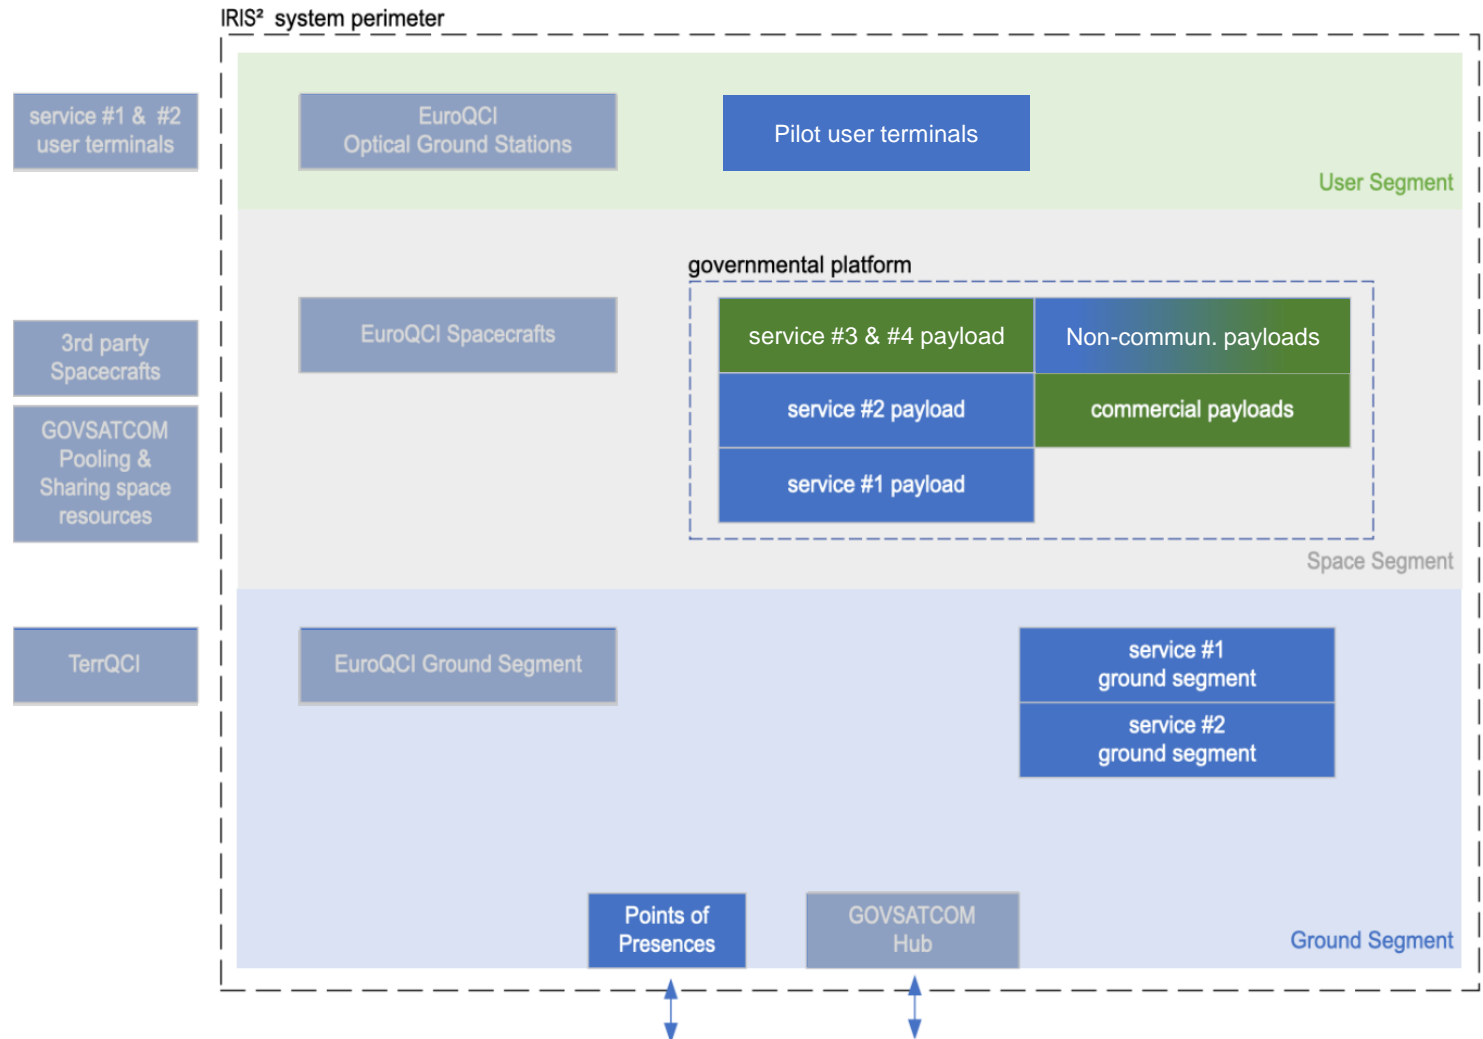 IRIS² system perimeter
service #1 & #2
user terminals
EuroQCI
Optical Ground Stations
Pilot user terminals
User Segment
governmental platform
3rd party
Spacecrafts
EuroQCI Spacecrafts
service #3 & #4 payload
Non-commun. payloads
service #2 payload
commercial payloads
service #1 payload
GOVSATCOM
Pooling &
Sharing space
resources
Space Segment
TerrQCI
EuroQCI Ground Segment
service #1
ground segment
service #2
ground segment
Points of
Presences
GOVSATCOM
Hub
Ground Segment